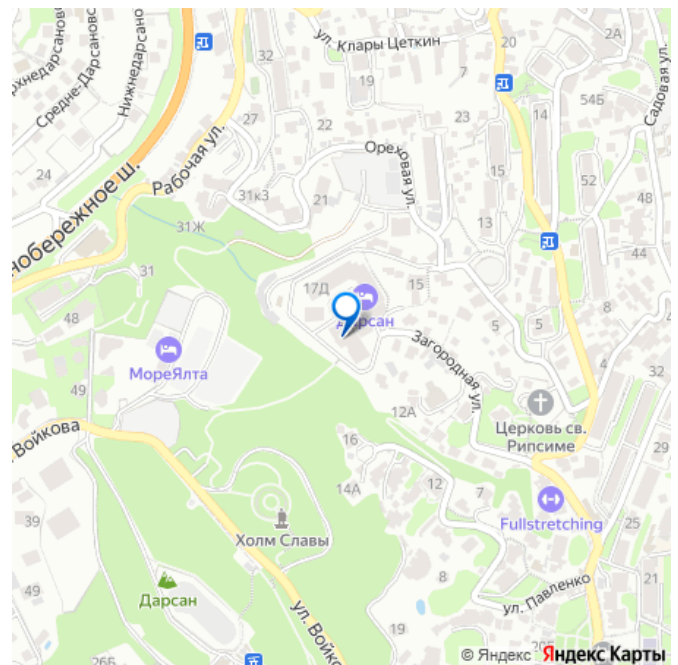 ул. Клары Цеткин
20
2А
32
19
54Б
Садовая ул.
Средне-Дарсановс
Нижнедарсано
27
22
23
14
24
Ореховая ул.
Рабочая ул.
52
15
нобережное ш.
31к3
21
48
31Ж
13
44
31
17Д
15
8
48
Дарсан
5
5
Загородная ул.
МореЯлта
4
32
49
12А
Церковь св.
Рипсиме
Войкова
16
29
14А
12
7
39
Fullstretching
25
Холм Славы
49
8
21
Дарсан
ул. Войко
ул. Павленко
19
26Б
20Б
© Яндекс Яндекс Карты